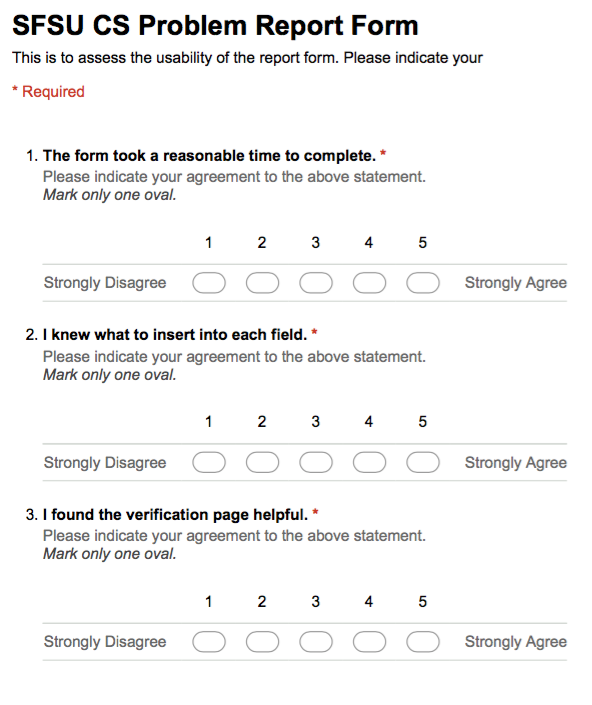 SFSU CS Problem Report Form
This is to assess the usability of the report form. Please indicate your
* Required
1. The form took a reasonable time to complete. *
Please indicate your agreement to the above statement.
Mark only one oval.
1 2 3 4 5
Strongly Disagree Strongly Agree
2. I knew what to insert into each field. *
Please indicate your agreement to the above statement.
Mark only one oval.
1 2 3 4 5
Strongly Disagree Strongly Agree
3. I found the verification page helpful. *
Please indicate your agreement to the above statement.
Mark only one oval.
1 2 3 4 5
Strongly Disagree Strongly Agree